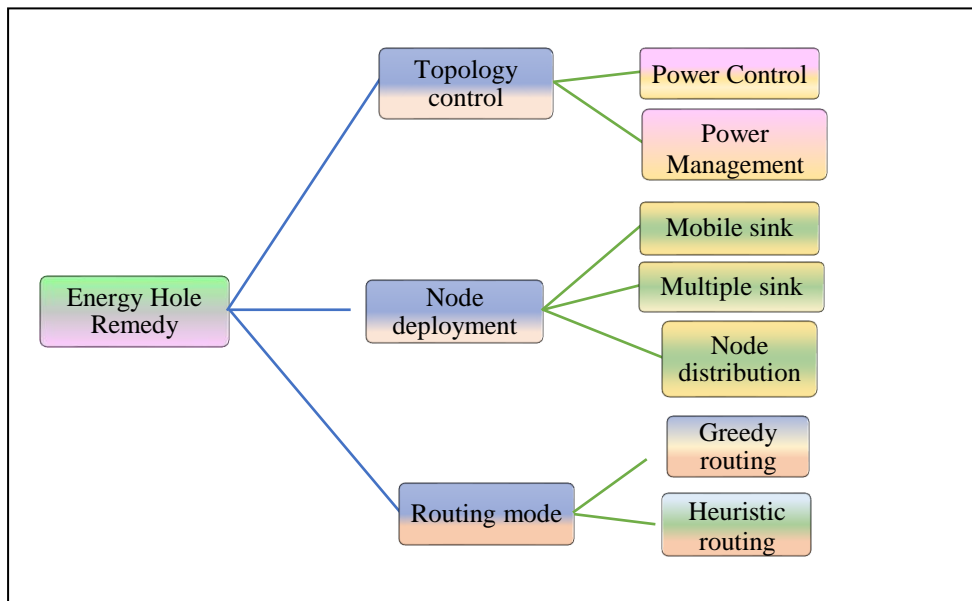 Energy Hole
Remedy
Topology
control
Power Control
Power
Management
Node
deployment
Mobile sink
Multiple sink
Node
distribution
Routing mode
Greedy
routing
Heuristic
routing